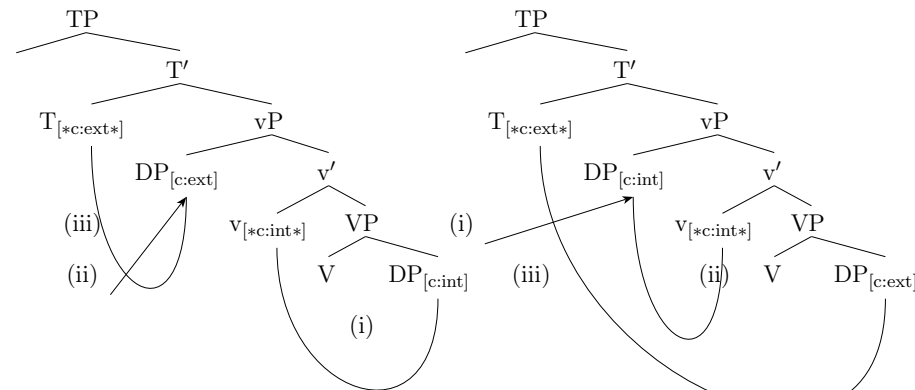 TP TP
T′ T′
T[∗c:ext∗] vP T[∗c:ext∗] vP
DP[c:ext] v′ DP[c:int] v′
(iii) v[∗c:int∗] VP (i) v[∗c:int∗] VP
(ii) V DP[c:int] (iii) (ii) V DP[c:ext]
(i)